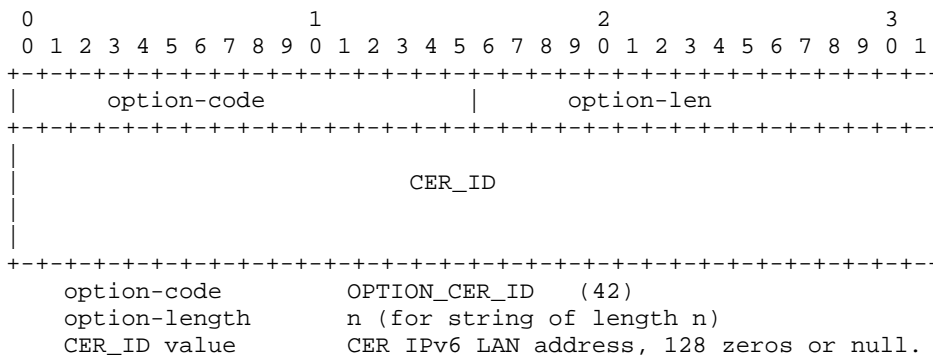 0                   1                   2                   3
 0 1 2 3 4 5 6 7 8 9 0 1 2 3 4 5 6 7 8 9 0 1 2 3 4 5 6 7 8 9 0 1
+-+-+-+-+-+-+-+-+-+-+-+-+-+-+-+-+-+-+-+-+-+-+-+-+-+-+-+-+-+-+-+--
|      option-code              |      option-len
+-+-+-+-+-+-+-+-+-+-+-+-+-+-+-+-+-+-+-+-+-+-+-+-+-+-+-+-+-+-+-+--
|
|                           CER_ID
|
|
+-+-+-+-+-+-+-+-+-+-+-+-+-+-+-+-+-+-+-+-+-+-+-+-+-+-+-+-+-+-+-+--
    option-code        OPTION_CER_ID   (42)
    option-length      n (for string of length n)
    CER_ID value       CER IPv6 LAN address, 128 zeros or null.